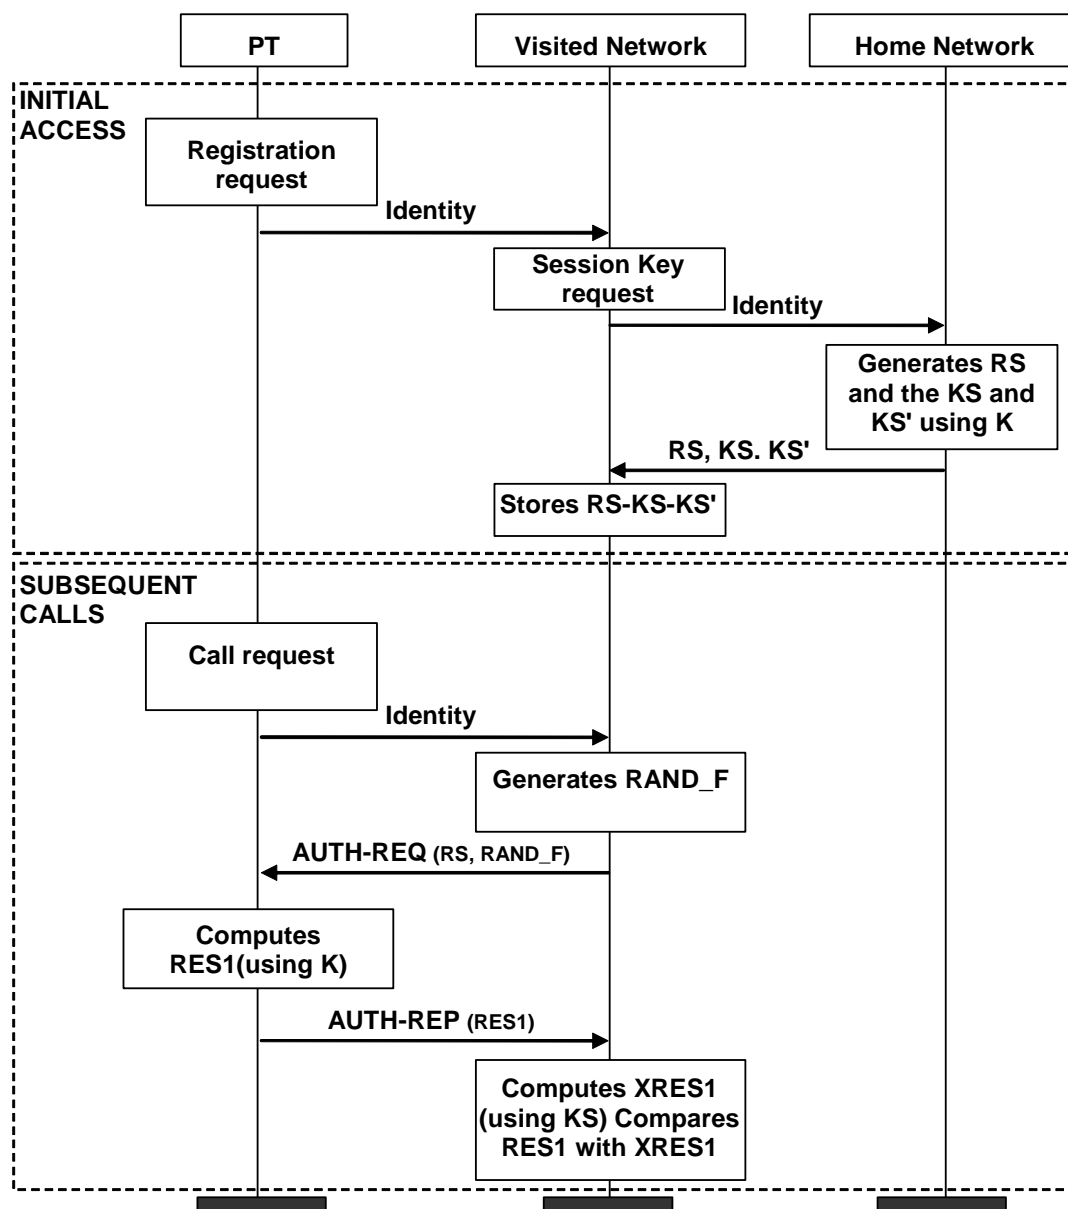 PT
Visited Network
Home Network
INITIAL
ACCESS
Registration
request
Identity
Session Key
request
Identity
Generates RS
and the KS and
KS' using K
RS, KS. KS'
Stores RS-KS-KS'
SUBSEQUENT
CALLS
Call request
Identity
Generates RAND_F
AUTH-REQ (RS, RAND_F)
Computes
RES1(using K)
AUTH-REP (RES1)
Computes XRES1
(using KS) Compares
RES1 with XRES1